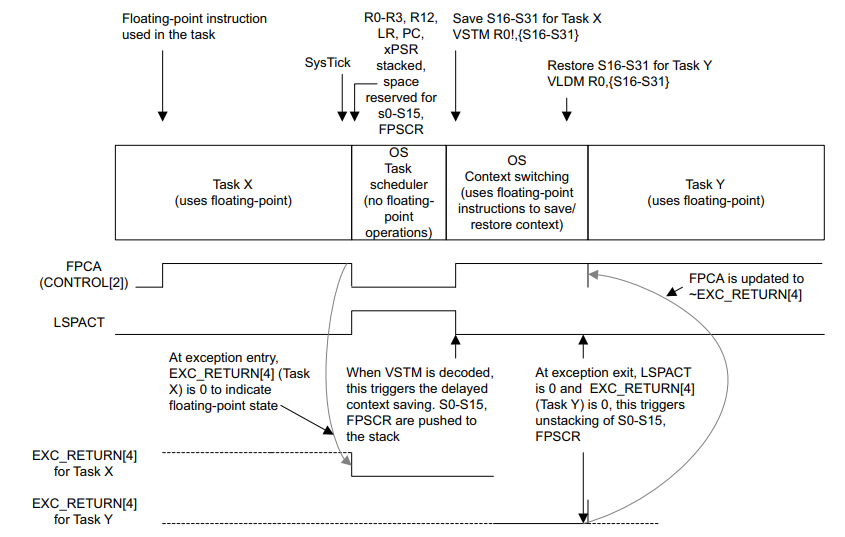 Floating-point instruction
used in the task
SysTick
R0-R3, R12,
LR, PC,
xPSR
stacked,
space
reserved for
s0-S15,
FPSCR
Save S16-S31 for Task X
VSTM R0!,{S16-S31}
Restore S16-S31 for Task Y
VLDM R0,{S16-S31}
Task X
(uses floating-point)
OS
Task
scheduler
(no floating-
point
operations)
OS
Context switching
(uses floating-point
instructions to save/
restore context)
Task Y
(uses floating-point)
FPCA
(CONTROL[2])
FPCA is updated to
~EXC_RETURN[4]
LSPACT
At exception entry,
EXC_RETURN[4] (Task
X) is 0 to indicate
floating-point state
When VSTM is decoded,
this triggers the delayed
context saving. S0-S15,
FPSCR are pushed to
the stack
At exception exit, LSPACT
is 0 and EXC_RETURN[4]
(Task Y) is 0, this triggers
unstacking of S0-S15,
FPSCR
EXC_RETURN[4]
for Task X
EXC_RETURN[4]
for Task Y